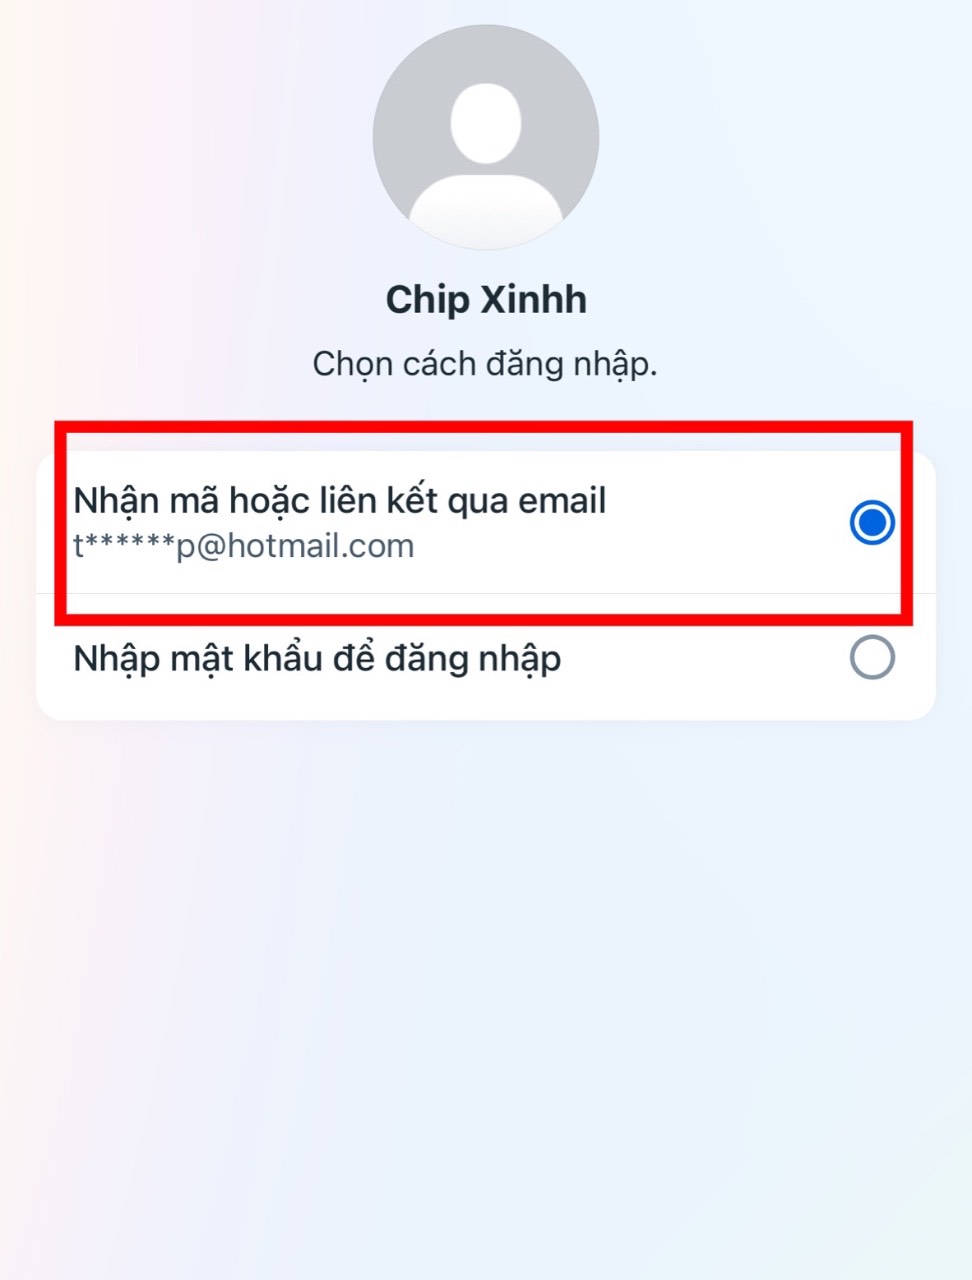 Chip Xinhh
Chọn cách đăng nhập.
Nhận mã hoặc liên kết qua email
t******p@hotmail.com
Nhập mật khẩu để đăng nhập